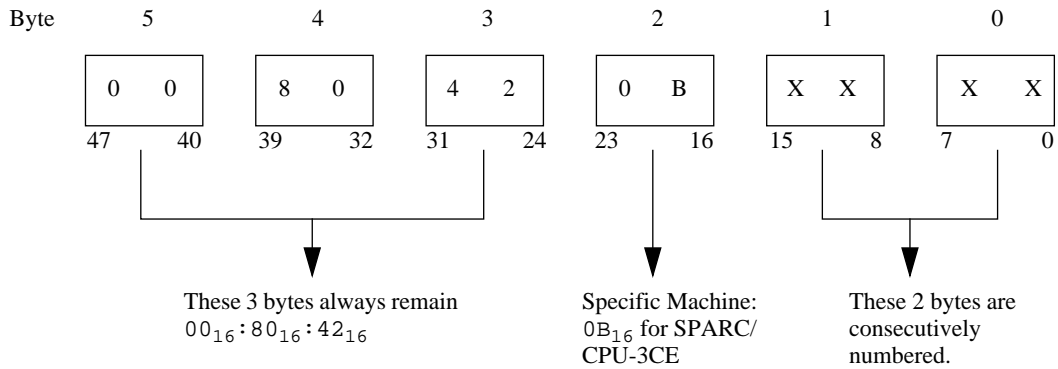 Byte 5 4 3 2 1 0
0 0 8 0 4 2 0 B X X X X
47 40 39 32 31 24 23 16 15 8 7 0
These 3 bytes always remain
00₁₆:80₁₆:42₁₆
Specific Machine:
0B₁₆ for SPARC/
CPU-3CE
These 2 bytes are
consecutively
numbered.